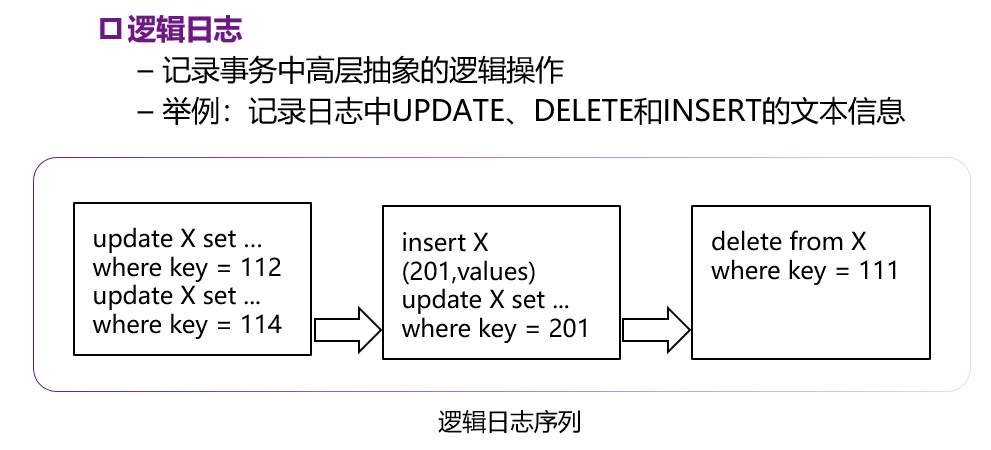 逻辑日志
– 记录事务中高层抽象的逻辑操作
– 举例：记录日志中UPDATE、DELETE和INSERT的文本信息
update X set ...
where key = 112
update X set ...
where key = 114
insert X
(201,values)
update X set ...
where key = 201
delete from X
where key = 111
逻辑日志序列